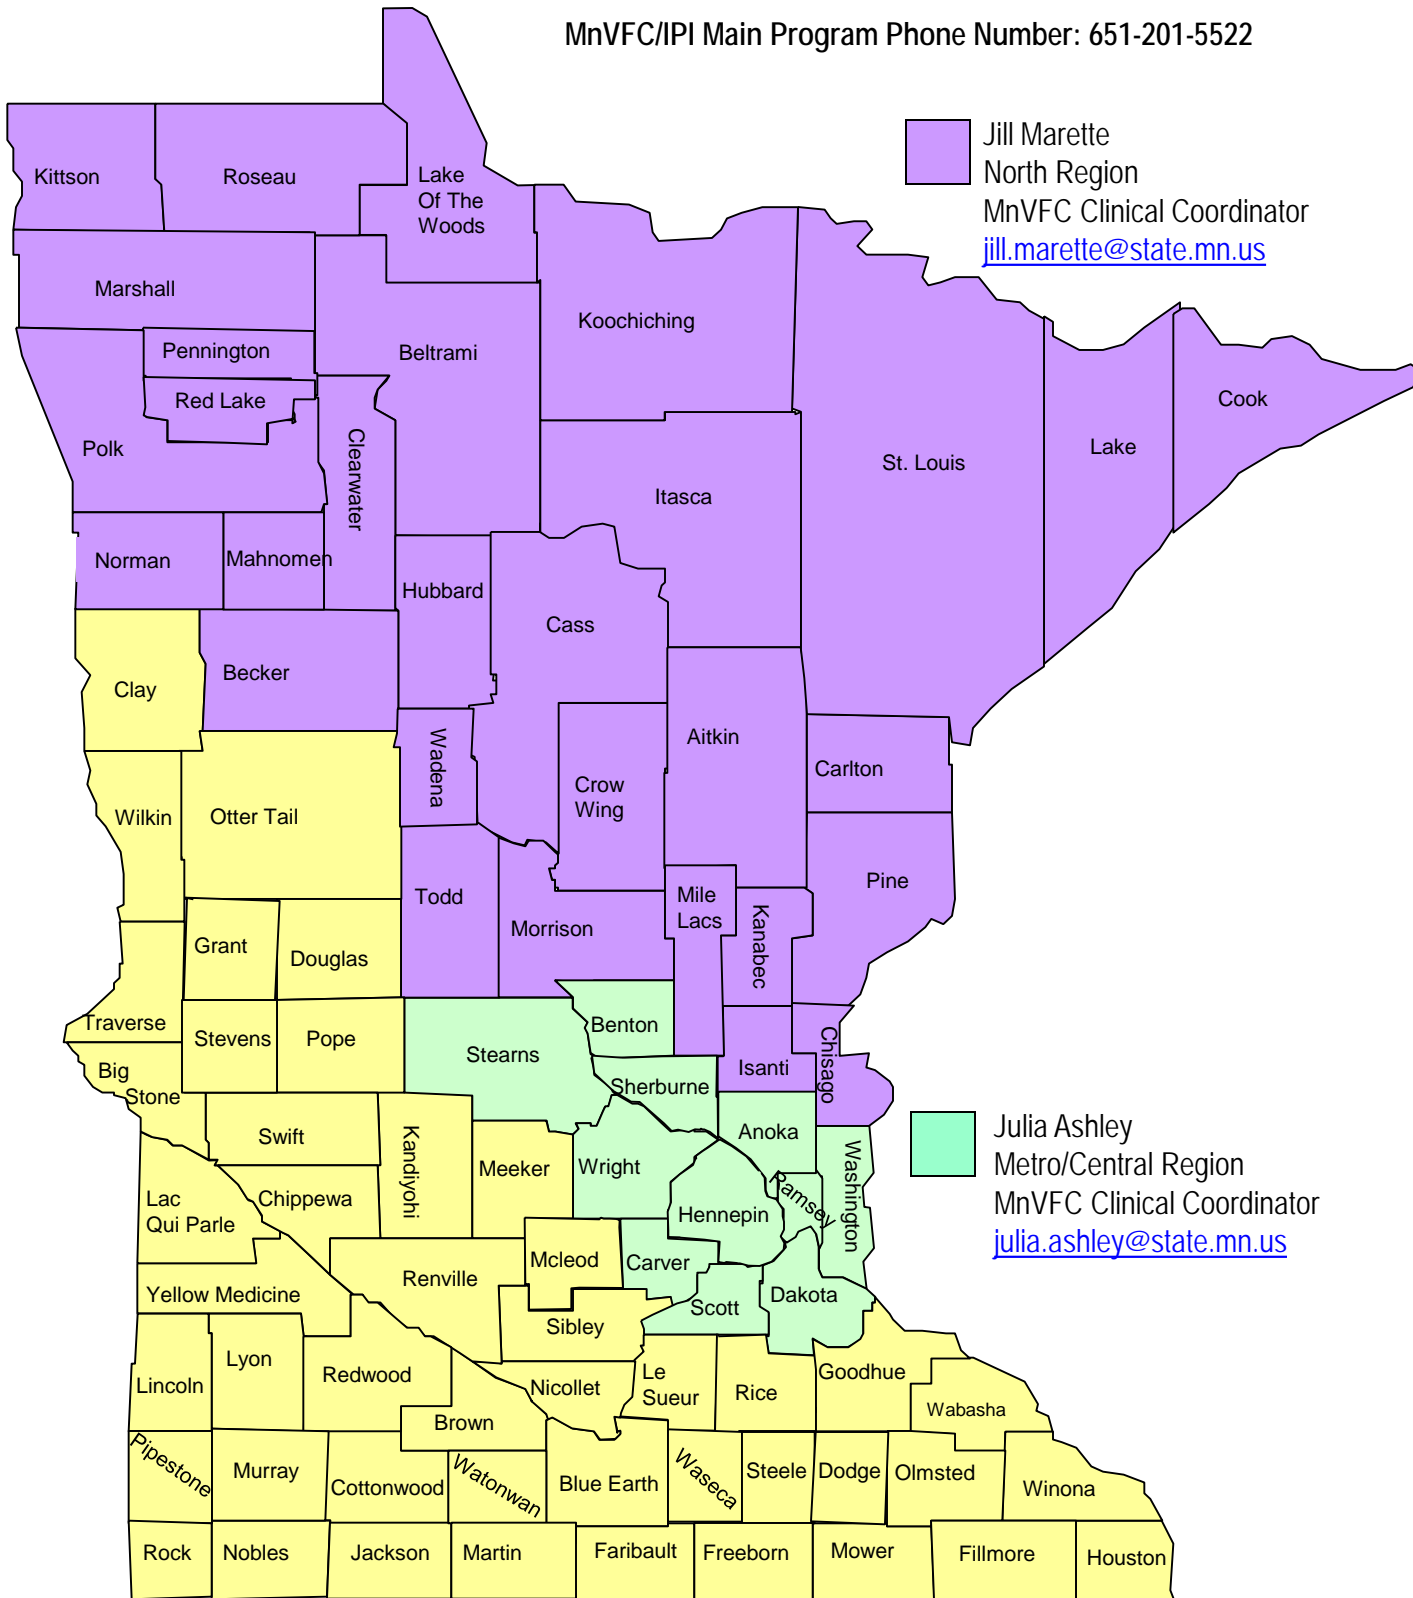 MnVFC/IPI Main Program Phone Number: 651-201-5522
Jill Marette
North Region
MnVFC Clinical Coordinator
jill.marette@state.mn.us
Kittson
Roseau
Lake
Of The
Woods
Marshall
Koochiching
Pennington
Beltrami
Red Lake
Cook
Polk
Clearwater
Lake
St. Louis
Itasca
Norman
Mahnomen
Hubbard
Cass
Clay
Becker
Aitkin
Wadena
Carlton
Crow
Wing
Wilkin
Otter Tail
Pine
Todd
Mile
Lacs
Kanabec
Morrison
Grant
Douglas
Traverse
Stevens
Pope
Benton
Stearns
Chisago
Isanti
Big
Stone
Sherburne
Julia Ashley
Metro/Central Region
MnVFC Clinical Coordinator
julia.ashley@state.mn.us
Swift
Kandiyohi
Anoka
Meeker
Wright
Washington
Lac
Qui Parle
Chippewa
Ramsey
Hennepin
Mcleod
Carver
Renville
Yellow Medicine
Scott
Dakota
Sibley
Lyon
Lincoln
Redwood
Nicollet
Le
Sueur
Rice
Goodhue
Wabasha
Brown
Pipestone
Murray
Cottonwood
Watonwan
Blue Earth
Waseca
Steele
Dodge
Olmsted
Winona
Rock
Nobles
Jackson
Martin
Faribault
Freeborn
Mower
Fillmore
Houston